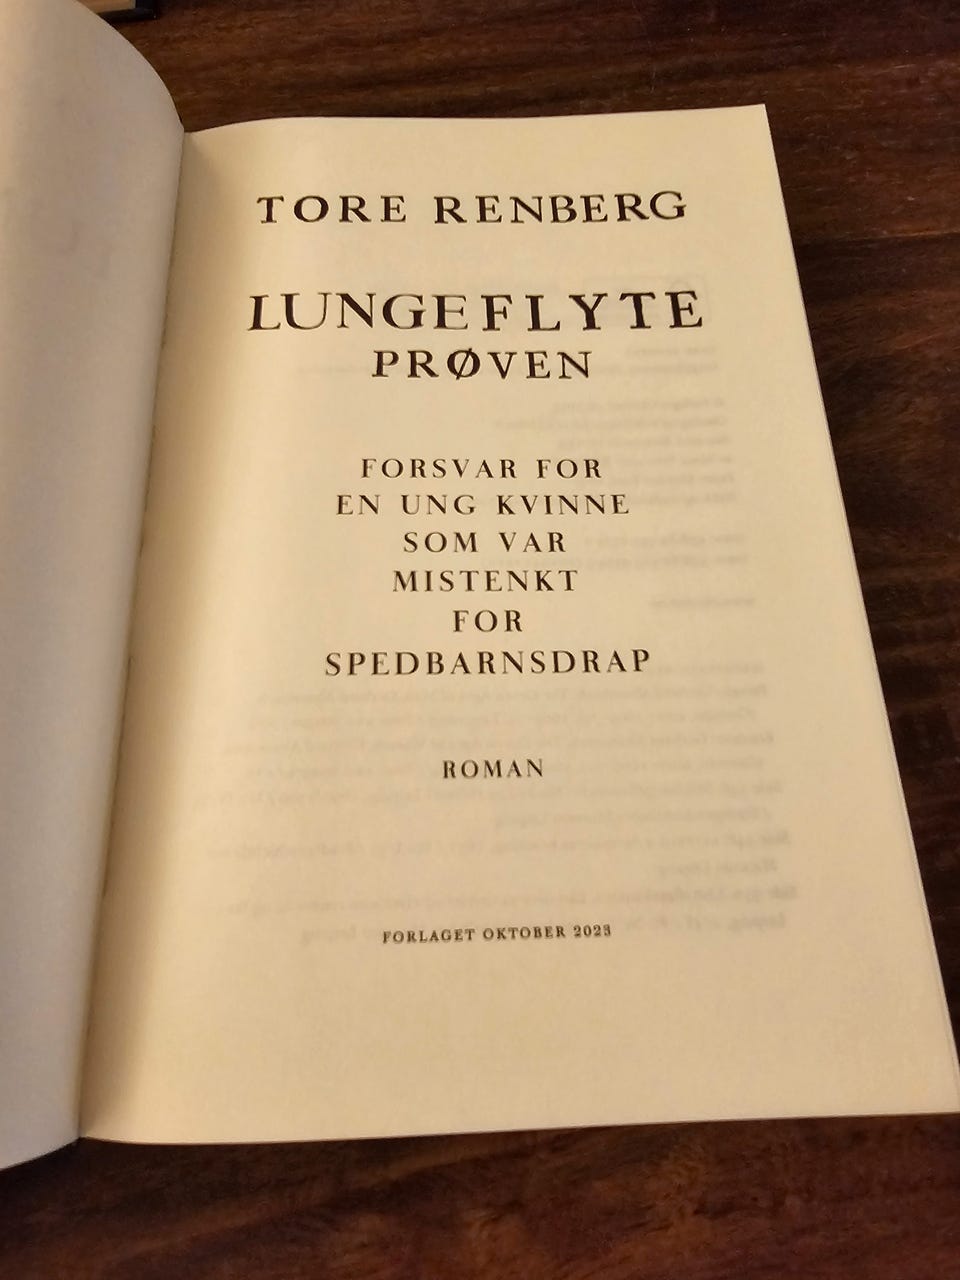 TORE RENBERG
LUNGEFLYTE
PRØVEN
FORSVAR FOR
EN UNG KVINNE
SOM VAR
MISTENKT
FOR
SPEDBARNSDRAP
ROMAN
FORLAGET OKTOBER 2023